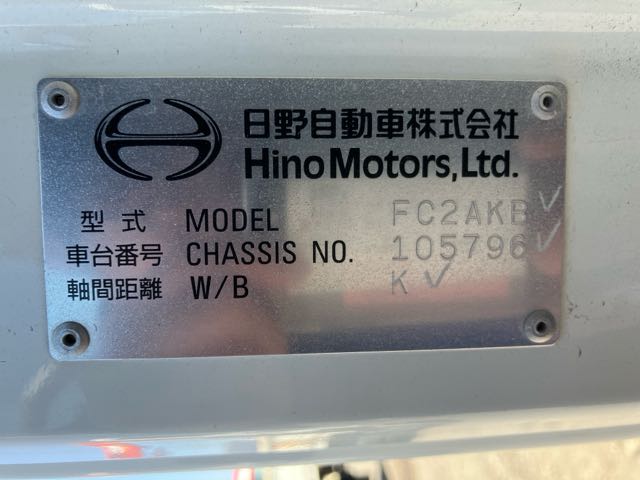 日野自動車株式会社
Hino Motors, Ltd.
型式 MODEL FC2AKB
車台番号 CHASSIS NO. 105796
軸間距離 W/B K